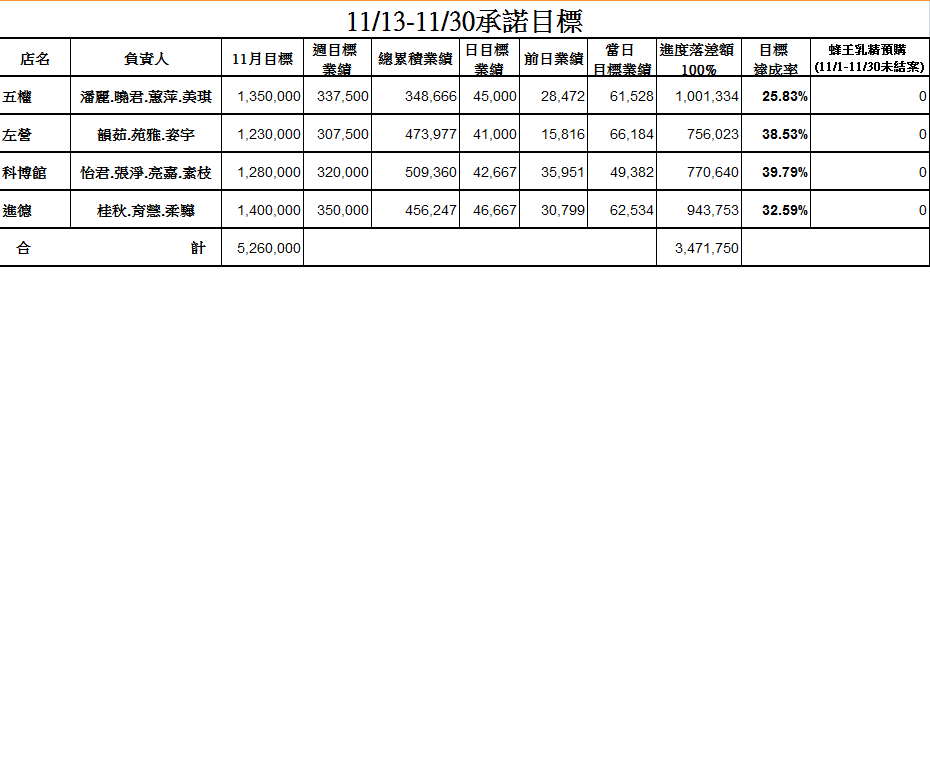 11/13-11/30承諾目標
店名 負責人 11月目標 週目標業績 總累積業績 日目標業績 前日業績 當日目標業績 進度落差額100% 目標達成率 蜂王乳精預購(11/1-11/30未結案)
五權 潘麗.曉君.蕙萍.美琪 1,350,000 337,500 348,666 45,000 28,472 61,528 1,001,334 25.83% 0
左營 韻茹.苑雅.姿宇 1,230,000 307,500 473,977 41,000 15,816 66,184 756,023 38.53% 0
科博館 怡君.張淨.亮嘉.素枝 1,280,000 320,000 509,360 42,667 35,951 49,382 770,640 39.79% 0
進德 桂秋.育慧.柔驊 1,400,000 350,000 456,247 46,667 30,799 62,534 943,753 32.59% 0
合 計 5,260,000 3,471,750